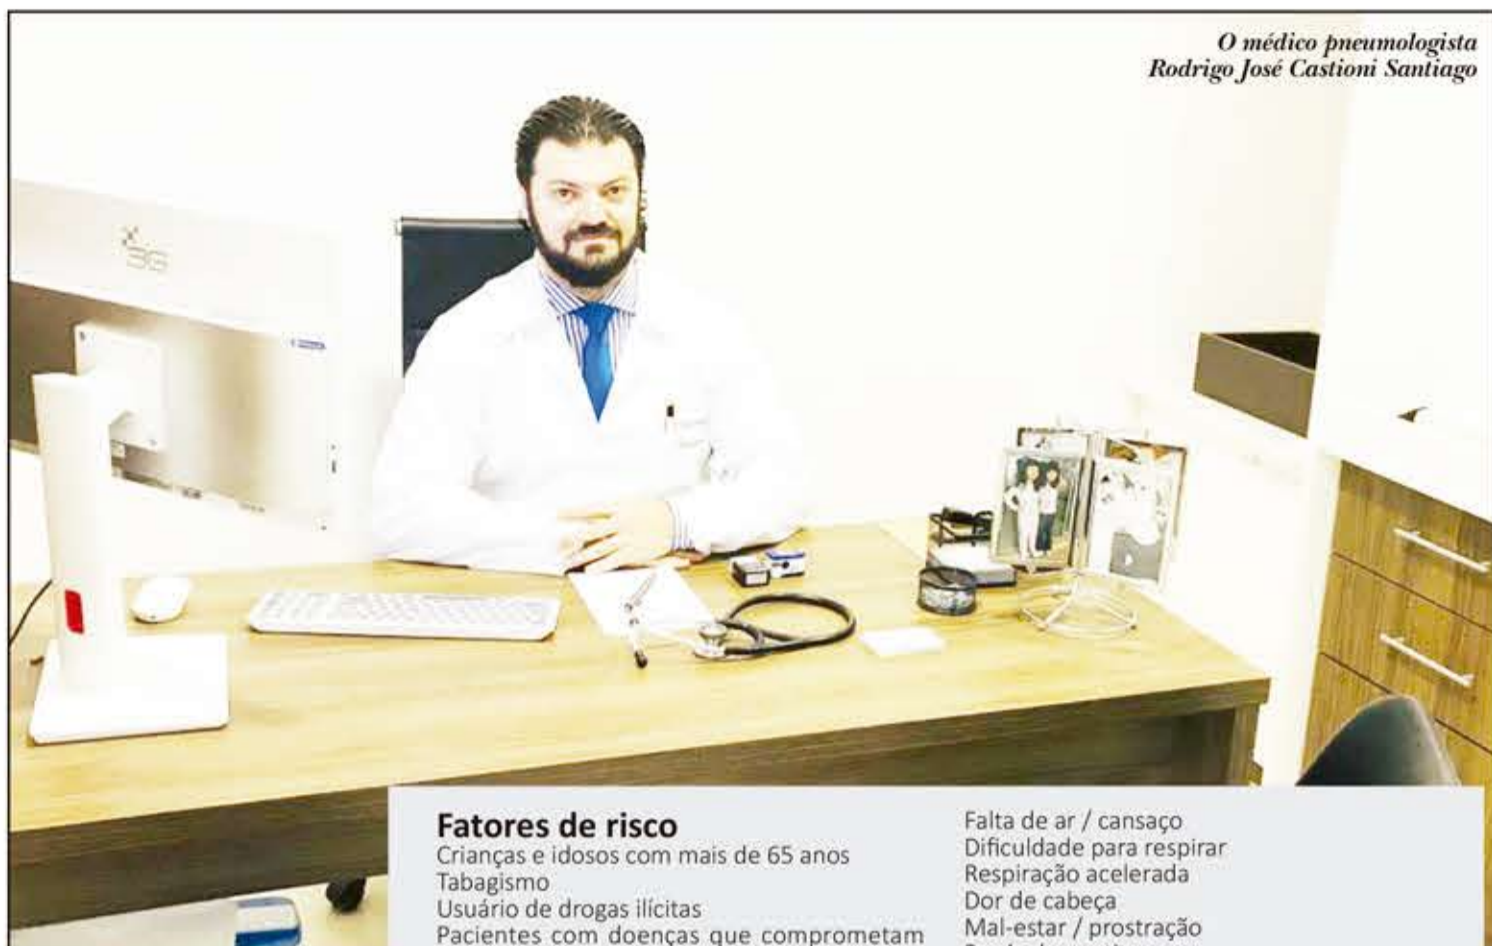 O médico pneumologista
Rodrigo José Castioni Santiago
3G
Fatores de risco
Crianças e idosos com mais de 65 anos
Tabagismo
Usuário de drogas ilícitas
Pacientes com doenças que comprometam
Falta de ar / cansaço
Dificuldade para respirar
Respiração acelerada
Dor de cabeça
Mal-estar / prostração